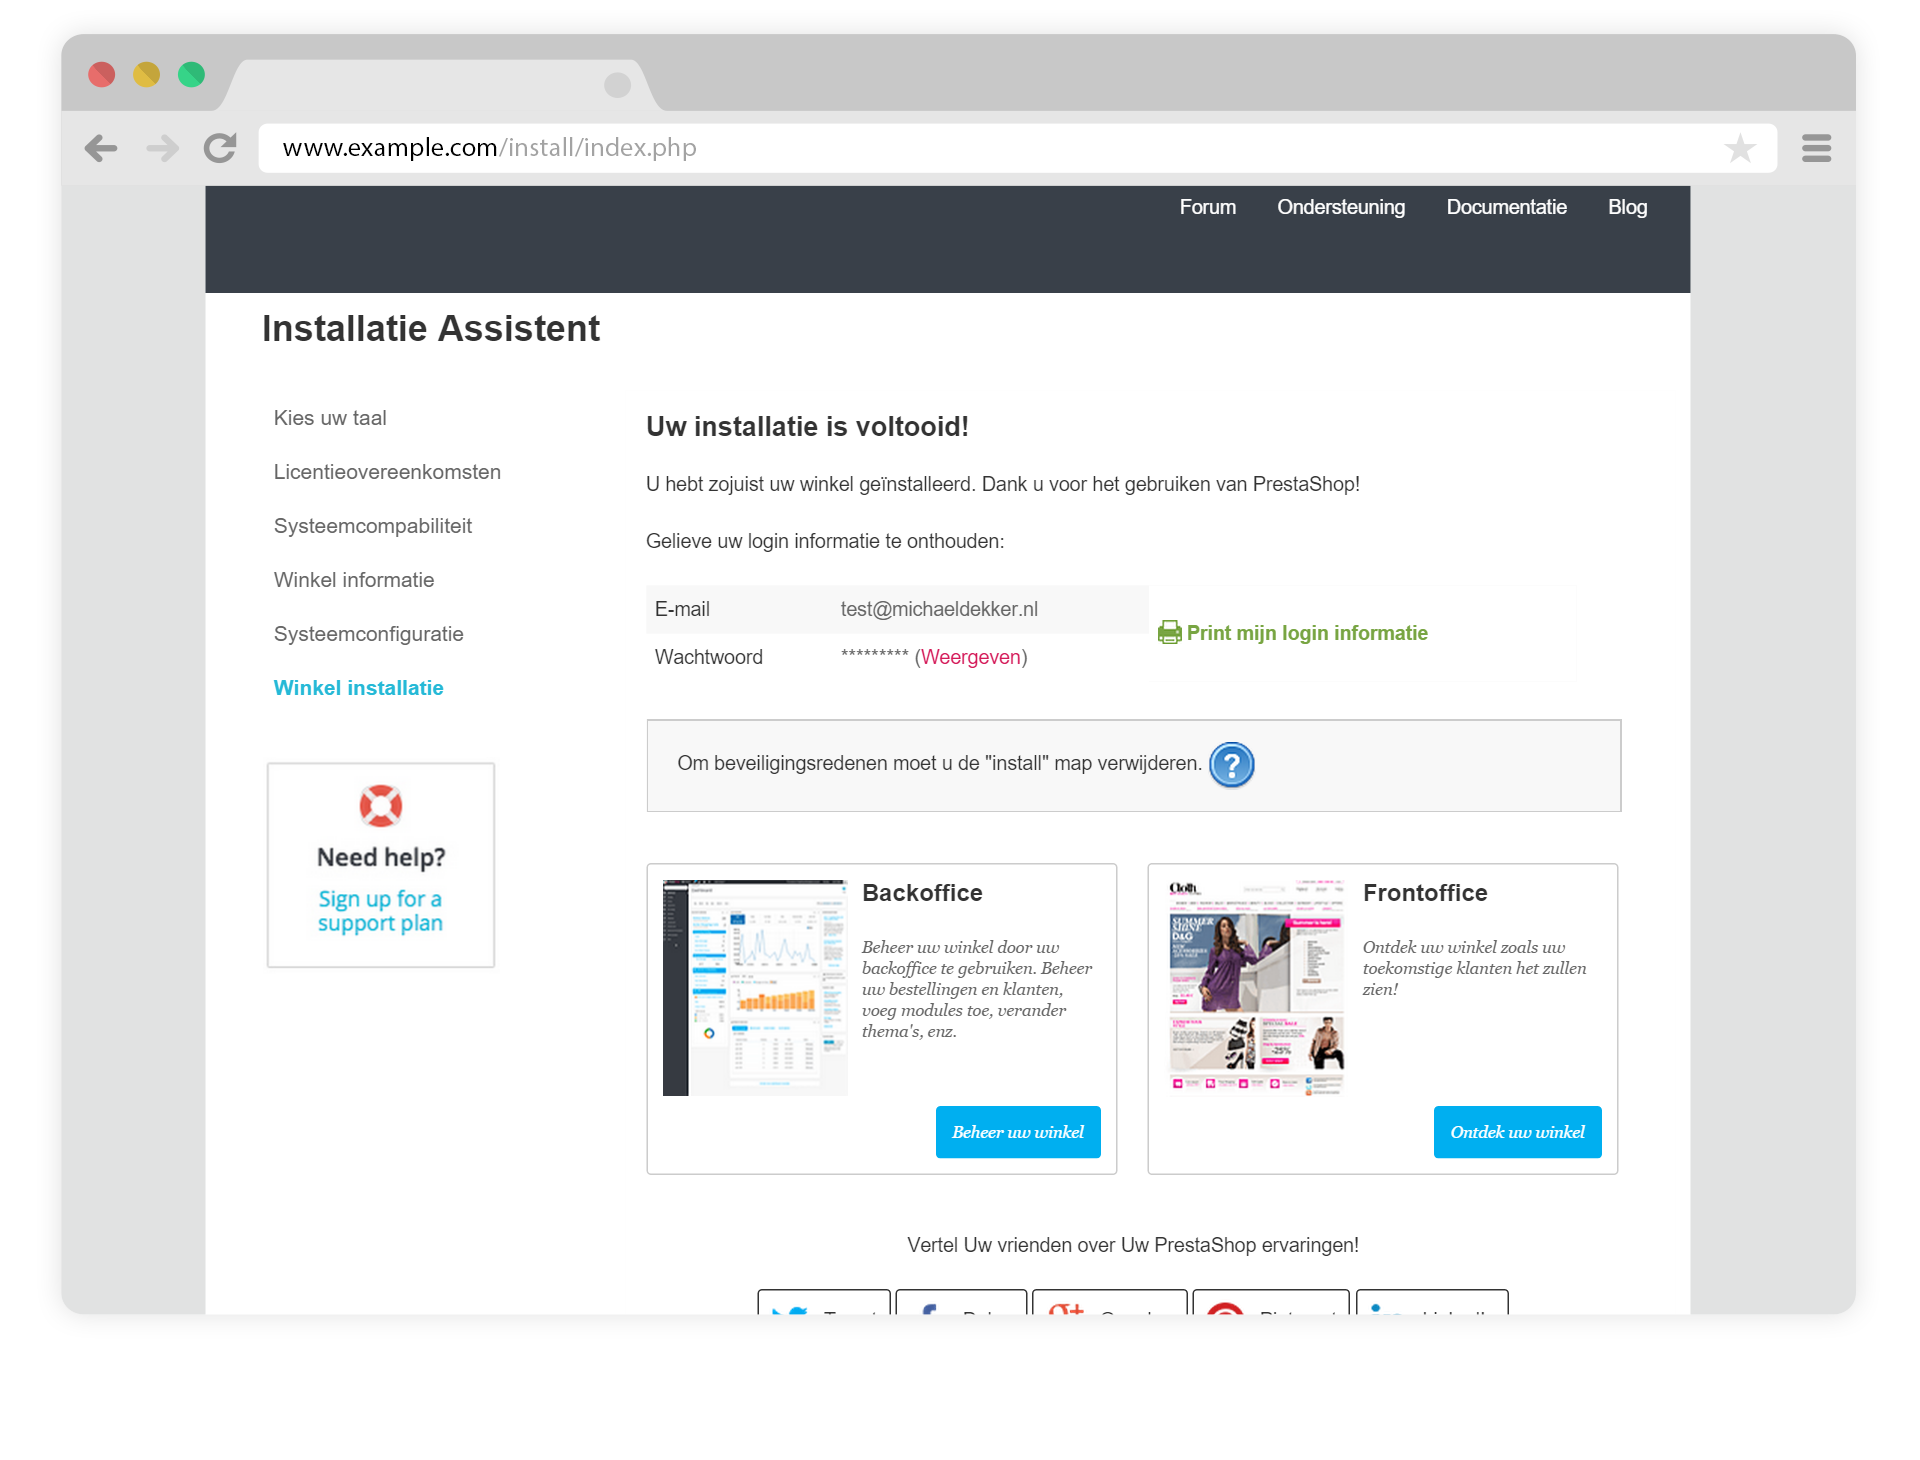 www.example.com/install/index.php
Forum Ondersteuning Documentatie Blog
Installatie Assistent
Kies uw taal
Licentieovereenkomsten
Systeemcompabiliteit
Winkel informatie
Systeemconfiguratie
Winkel installatie
Need help?
Sign up for a
support plan
Uw installatie is voltooid!
U hebt zojuist uw winkel geïnstalleerd. Dank u voor het gebruiken van PrestaShop!
Gelieve uw login informatie te onthouden:
E-mail test@michaeldekker.nl
Wachtwoord ********* (Weergeven)
Print mijn login informatie
Om beveiligingsredenen moet u de "install" map verwijderen. ?
Backoffice
Beheer uw winkel door uw
backoffice te gebruiken. Beheer
uw bestellingen en klanten,
voeg modules toe, verander
thema's, enz.
Beheer uw winkel
Cloth
SUMMER
SHINE
D&G
Frontoffice
Ontdek uw winkel zoals uw
toekomstige klanten het zullen
zien!
Ontdek uw winkel
Vertel Uw vrienden over Uw PrestaShop ervaringen!